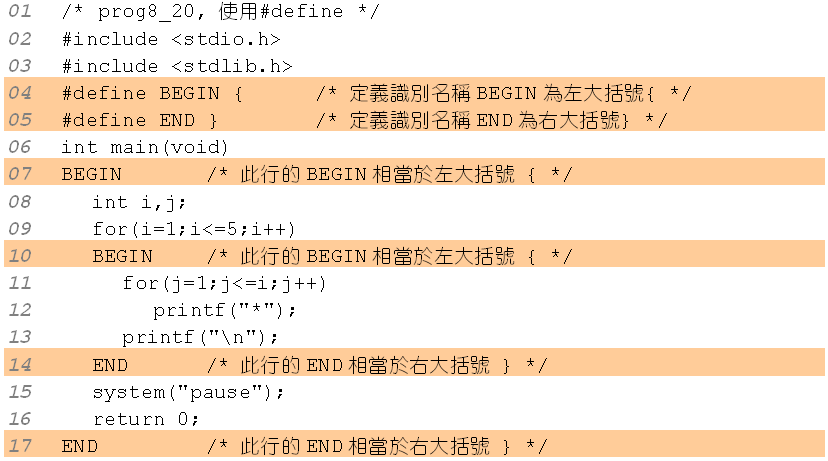 01 /* prog8_20, 使用#define */
02 #include <stdio.h>
03 #include <stdlib.h>
04 #define BEGIN { /* 定義識別名稱 BEGIN 為左大括號{ */
05 #define END } /* 定義識別名稱 END 為右大括號} */
06 int main(void)
07 BEGIN /* 此行的 BEGIN 相當於左大括號 { */
08 int i,j;
09 for(i=1;i<=5;i++)
10 BEGIN /* 此行的 BEGIN 相當於左大括號 { */
11 for(j=1;j<=i;j++)
12 printf("*");
13 printf("\n");
14 END /* 此行的 END 相當於右大括號 } */
15 system("pause");
16 return 0;
17 END /* 此行的 END 相當於右大括號 } */